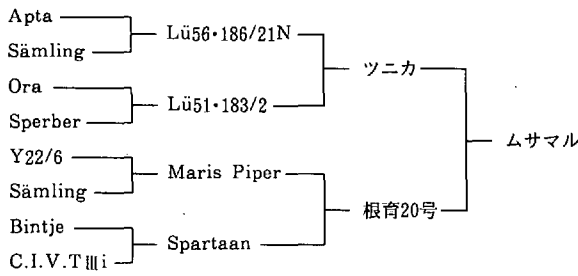 Apta
Sämling
Lü56・186/21N
Ora
Sperber
Lü51・183/2
ツニカ
Y22/6
Sämling
Maris Piper
Bintje
C.I.V.T⫼i
Spartaan
根育20号
ムサマル